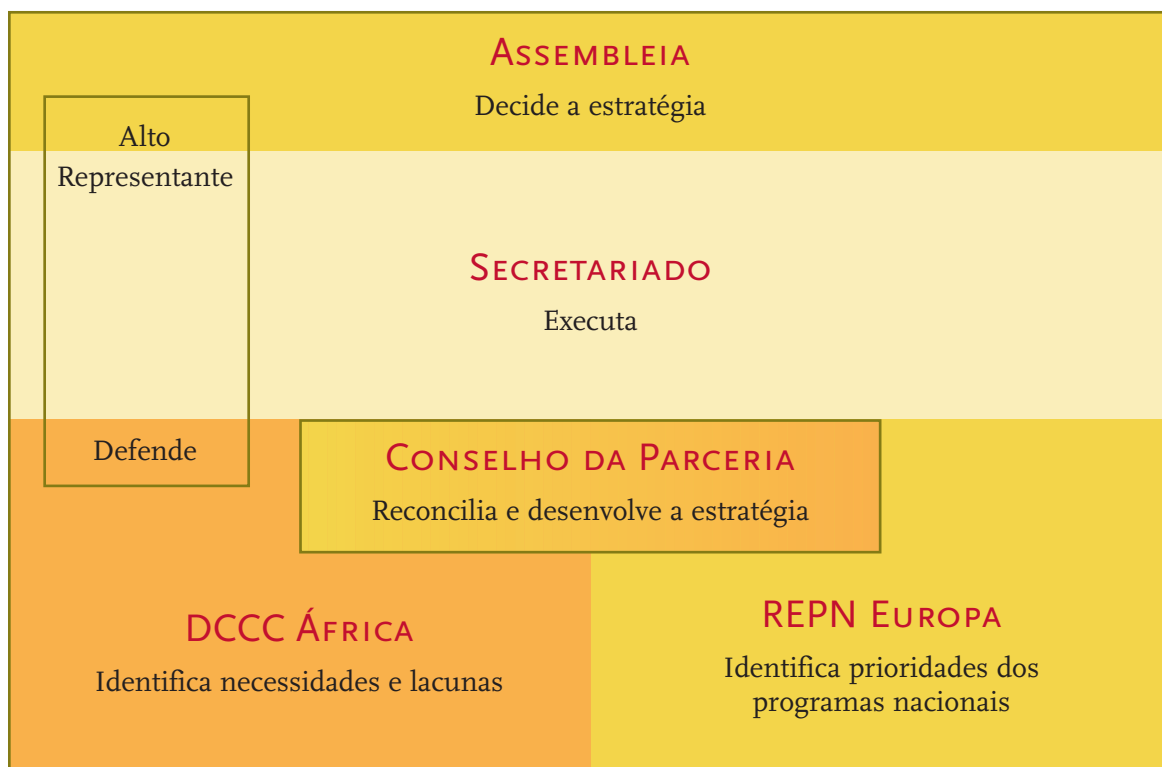 Assembleia
Decide a estratégia
Alto
Representante
Secretariado
Executa
Defende
Conselho da Parceria
Reconcilia e desenvolve a estratégia
DCCC África
Identifica necessidades e lacunas
REPN Europa
Identifica prioridades dos
programas nacionais